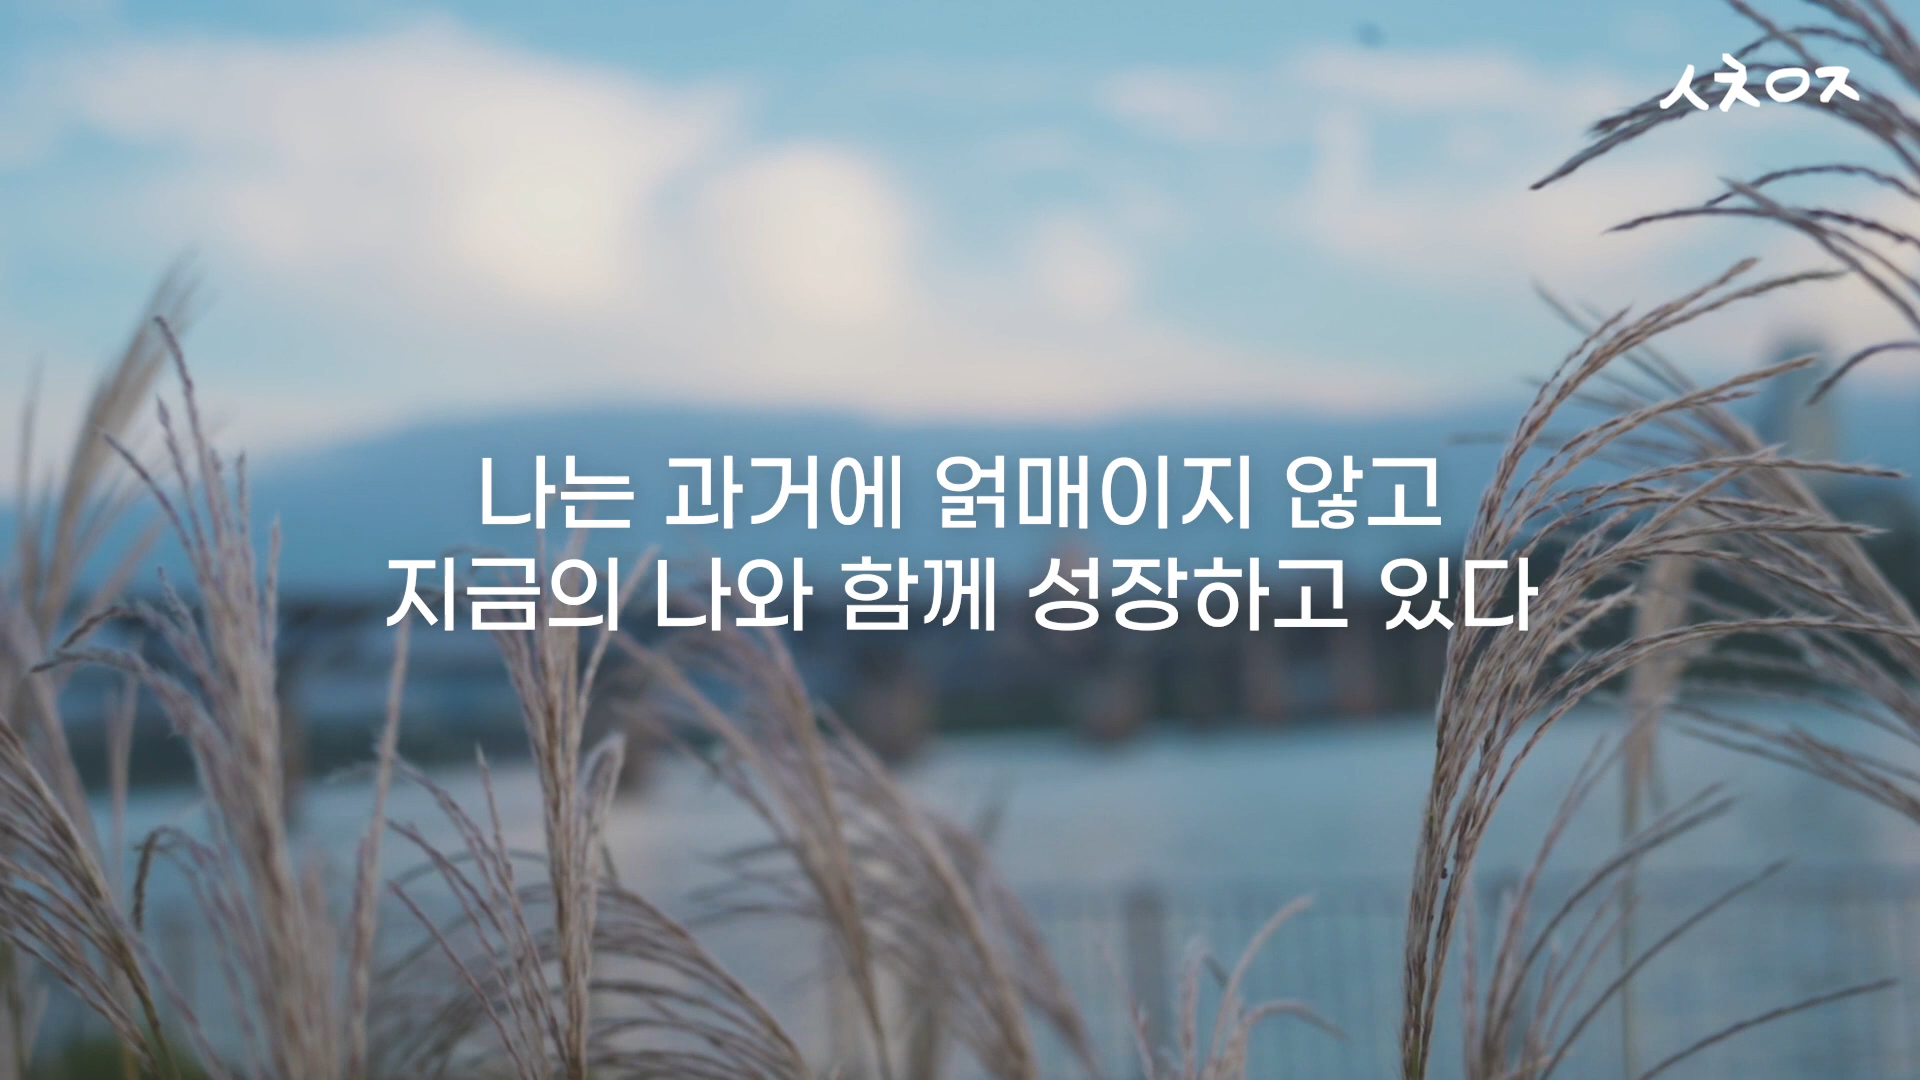 ㅅㅊㅇㅈ
나는 과거에 얽매이지 않고
지금의 나와 함께 성장하고 있다